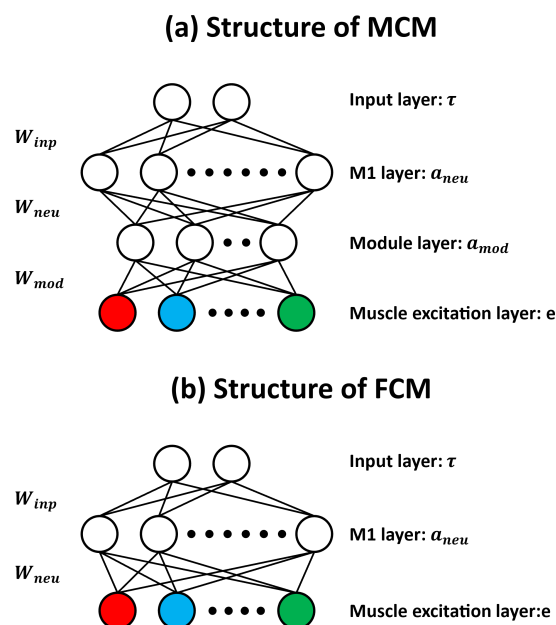 (a) Structure of MCM
Input layer: τ
W_inp
M1 layer: a_neu
W_neu
Module layer: a_mod
W_mod
Muscle excitation layer: e
(b) Structure of FCM
Input layer: τ
W_inp
M1 layer: a_neu
W_neu
Muscle excitation layer:e